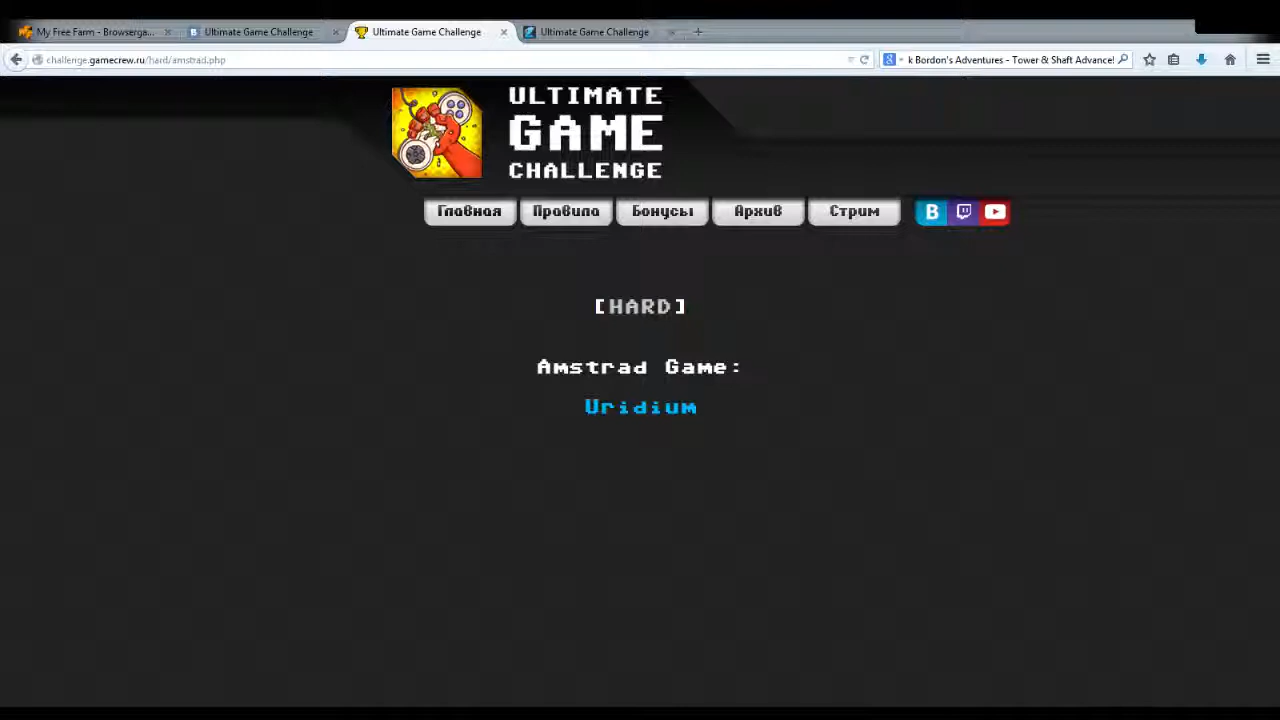 My Free Farm - Browserga...
Ultimate Game Challenge
Ultimate Game Challenge
Ultimate Game Challenge
challenge.gamecrew.ru/hard/amstrad.php
k Bordon's Adventures - Tower & Shaft Advance!
ULTIMATE
GAME
CHALLENGE
Главная
Правила
Бонусы
Архив
Стрим
[HARD]
Amstrad Game:
Uridium